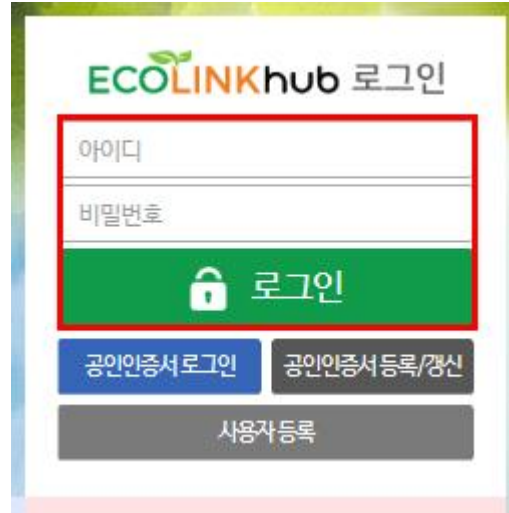 ECOLINKhub 로그인
아이디
비밀번호
로그인
공인인증서 로그인 공인인증서 등록/갱신
사용자 등록